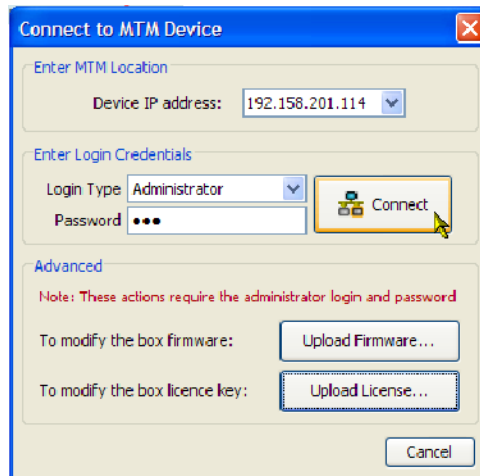 Connect to MTM Device
Enter MTM Location
Device IP address: 192.158.201.114
Enter Login Credentials
Login Type Administrator
Connect
Password •••
Advanced
Note: These actions require the administrator login and password
To modify the box firmware: Upload Firmware...
To modify the box licence key: Upload License...
Cancel